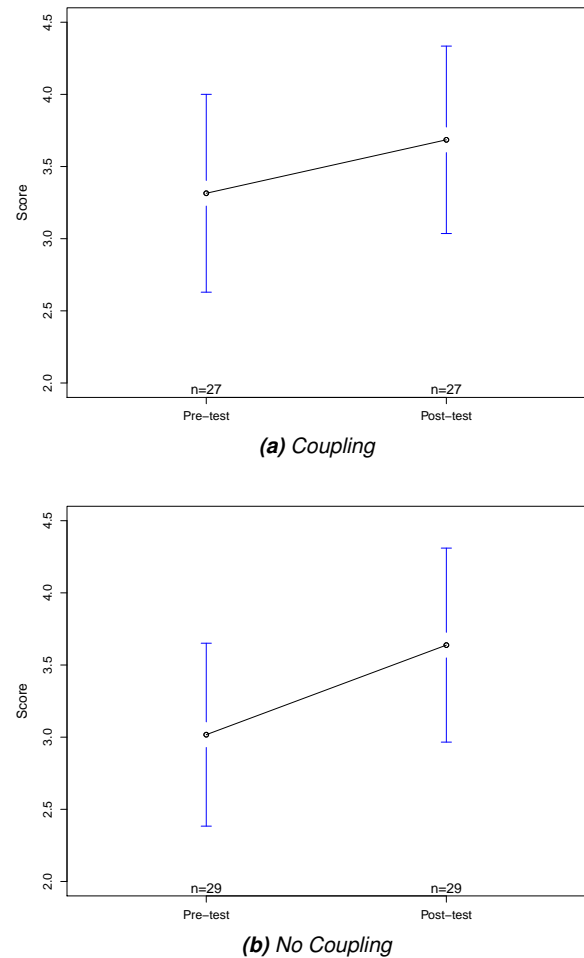 4.5
4.0
3.5
3.0
2.5
2.0
Score
n=27 n=27
Pre−test Post−test
(a) Coupling
4.5
4.0
3.5
3.0
2.5
2.0
Score
n=29 n=29
Pre−test Post−test
(b) No Coupling